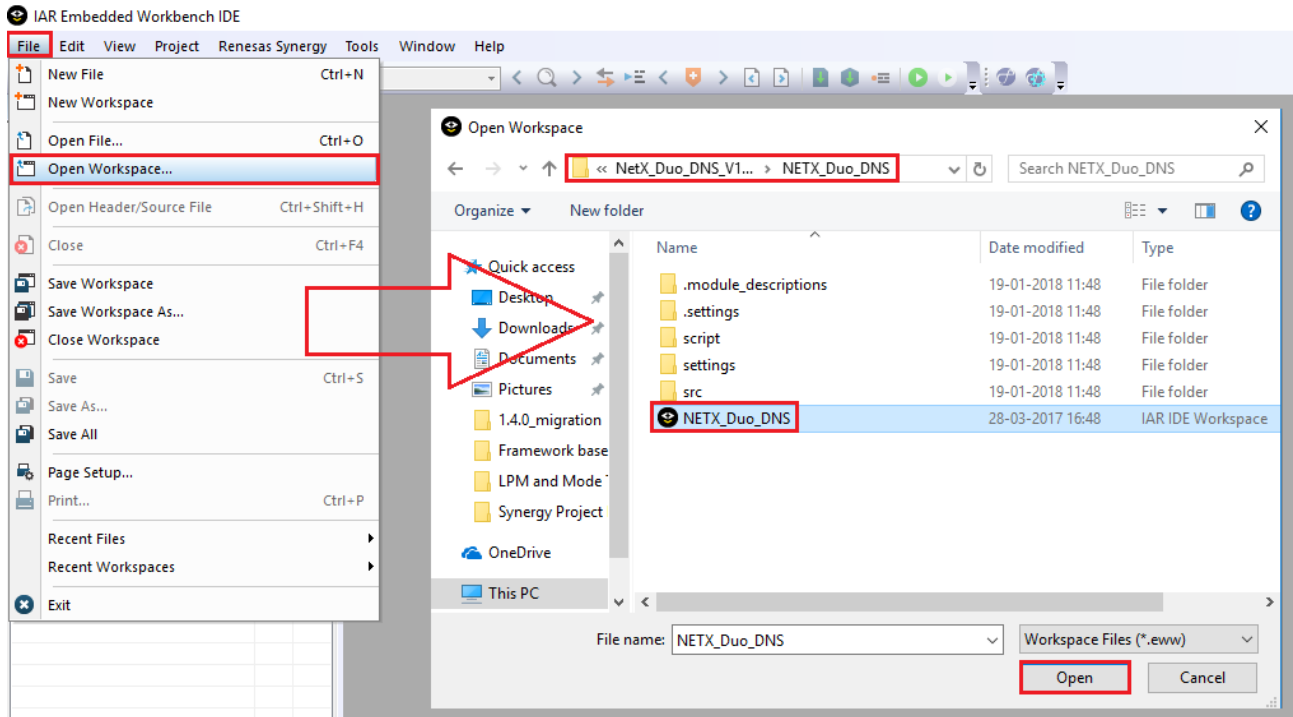 IAR Embedded Workbench IDE
File Edit View Project Renesas Synergy Tools Window Help
New File Ctrl+N
New Workspace
Open File... Ctrl+O
Open Workspace...
Open Header/Source File Ctrl+Shift+H
Close Ctrl+F4
Save Workspace
Save Workspace As...
Close Workspace
Save Ctrl+S
Save As...
Save All
Page Setup...
Print... Ctrl+P
Recent Files
Recent Workspaces
Exit
Open Workspace
« NetX_Duo_DNS_V1... > NETX_Duo_DNS
Search NETX_Duo_DNS
Organize New folder
Quick access
Desktop
Downloads
Documents
Pictures
1.4.0_migration
Framework base
LPM and Mode
Synergy Project
OneDrive
This PC
Name Date modified Type
.module_descriptions 19-01-2018 11:48 File folder
.settings 19-01-2018 11:48 File folder
script 19-01-2018 11:48 File folder
settings 19-01-2018 11:48 File folder
src 19-01-2018 11:48 File folder
NETX_Duo_DNS 28-03-2017 16:48 IAR IDE Workspace
File name: NETX_Duo_DNS Workspace Files (*.eww)
Open Cancel